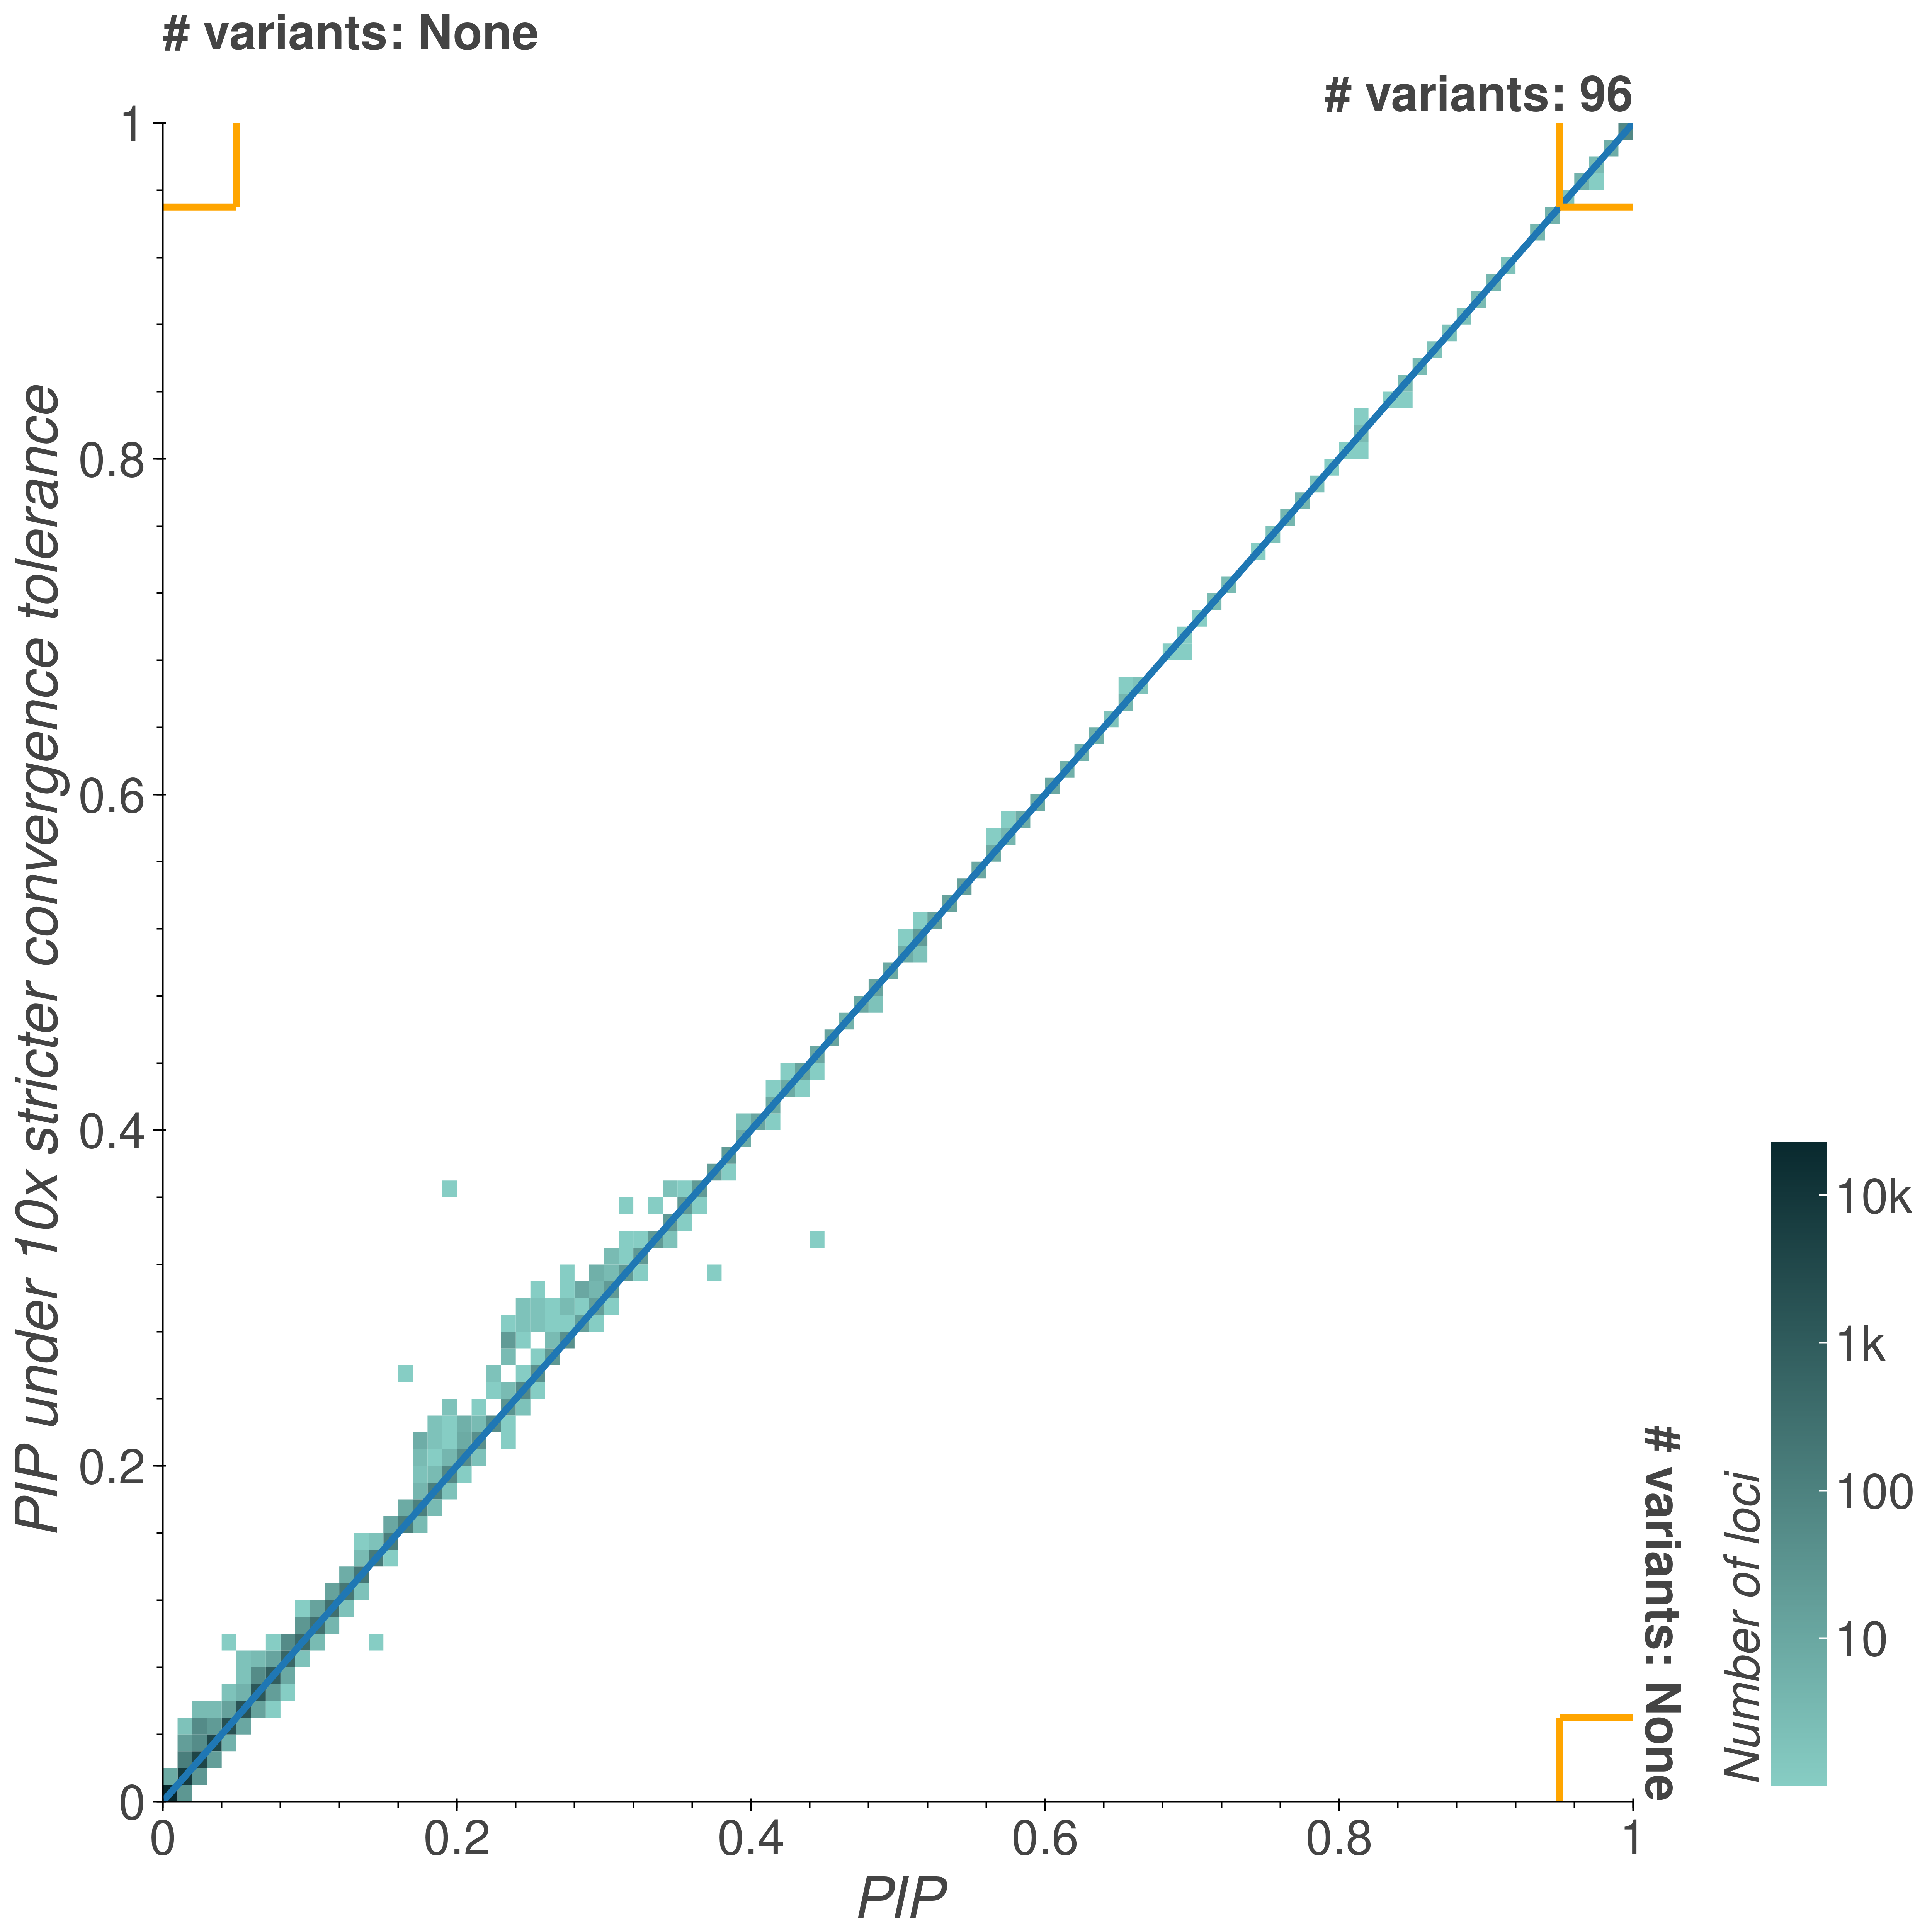 # variants: None
# variants: 96
PIP under 10x stricter convergence tolerance
1
0.8
0.6
0.4
0.2
0
0
0.2
0.4
0.6
0.8
1
PIP
# variants: None
Number of loci
10k
1k
100
10